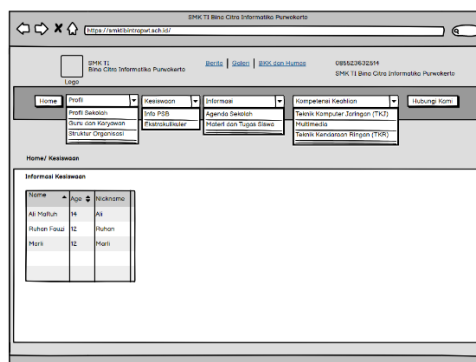 SMK TI Bina Citra Informatika Purwokerto
https://smktibintrapwt.sch.id/
SMK TI
Bina Citra Informatika Purwokerto
Logo
Berita | Galeri | BKK dan Humas
085523632514
SMK TI Bina Citra Informatika Purwokerto
Home
Profil
Kesiswaan
Informasi
Kompetensi Keahlian
Hubungi Kami
Profil Sekolah
Guru dan Karyawan
Struktur Organisasi
Info PSB
Ekstrakulikuler
Agenda Sekolah
Materi dan Tugas Siswa
Teknik Komputer Jaringan (TKJ)
Multimedia
Teknik Kendaraan Ringan (TKR)
Home/ Kesiswaan
Informasi Kesiswaan
Name Age Nickname
Ali Maftuh 14 Ali
Ruhan Fauzi 12 Ruhan
Marli 12 Marli